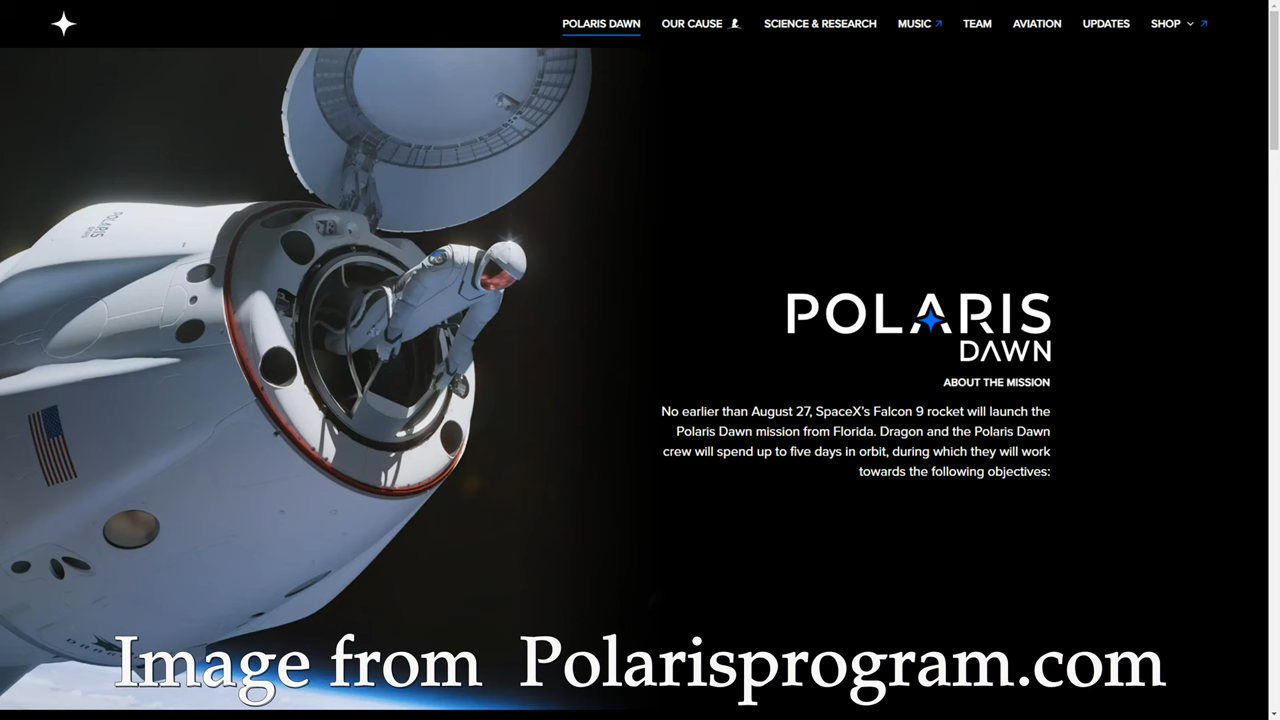 POLARIS DAWN OUR CAUSE SCIENCE & RESEARCH MUSIC TEAM AVIATION UPDATES SHOP
POLARIS
POLARIS
DAWN
ABOUT THE MISSION
No earlier than August 27, SpaceX's Falcon 9 rocket will launch the
Polaris Dawn mission from Florida. Dragon and the Polaris Dawn
crew will spend up to five days in orbit, during which they will work
towards the following objectives:
Image from Polarisprogram.com